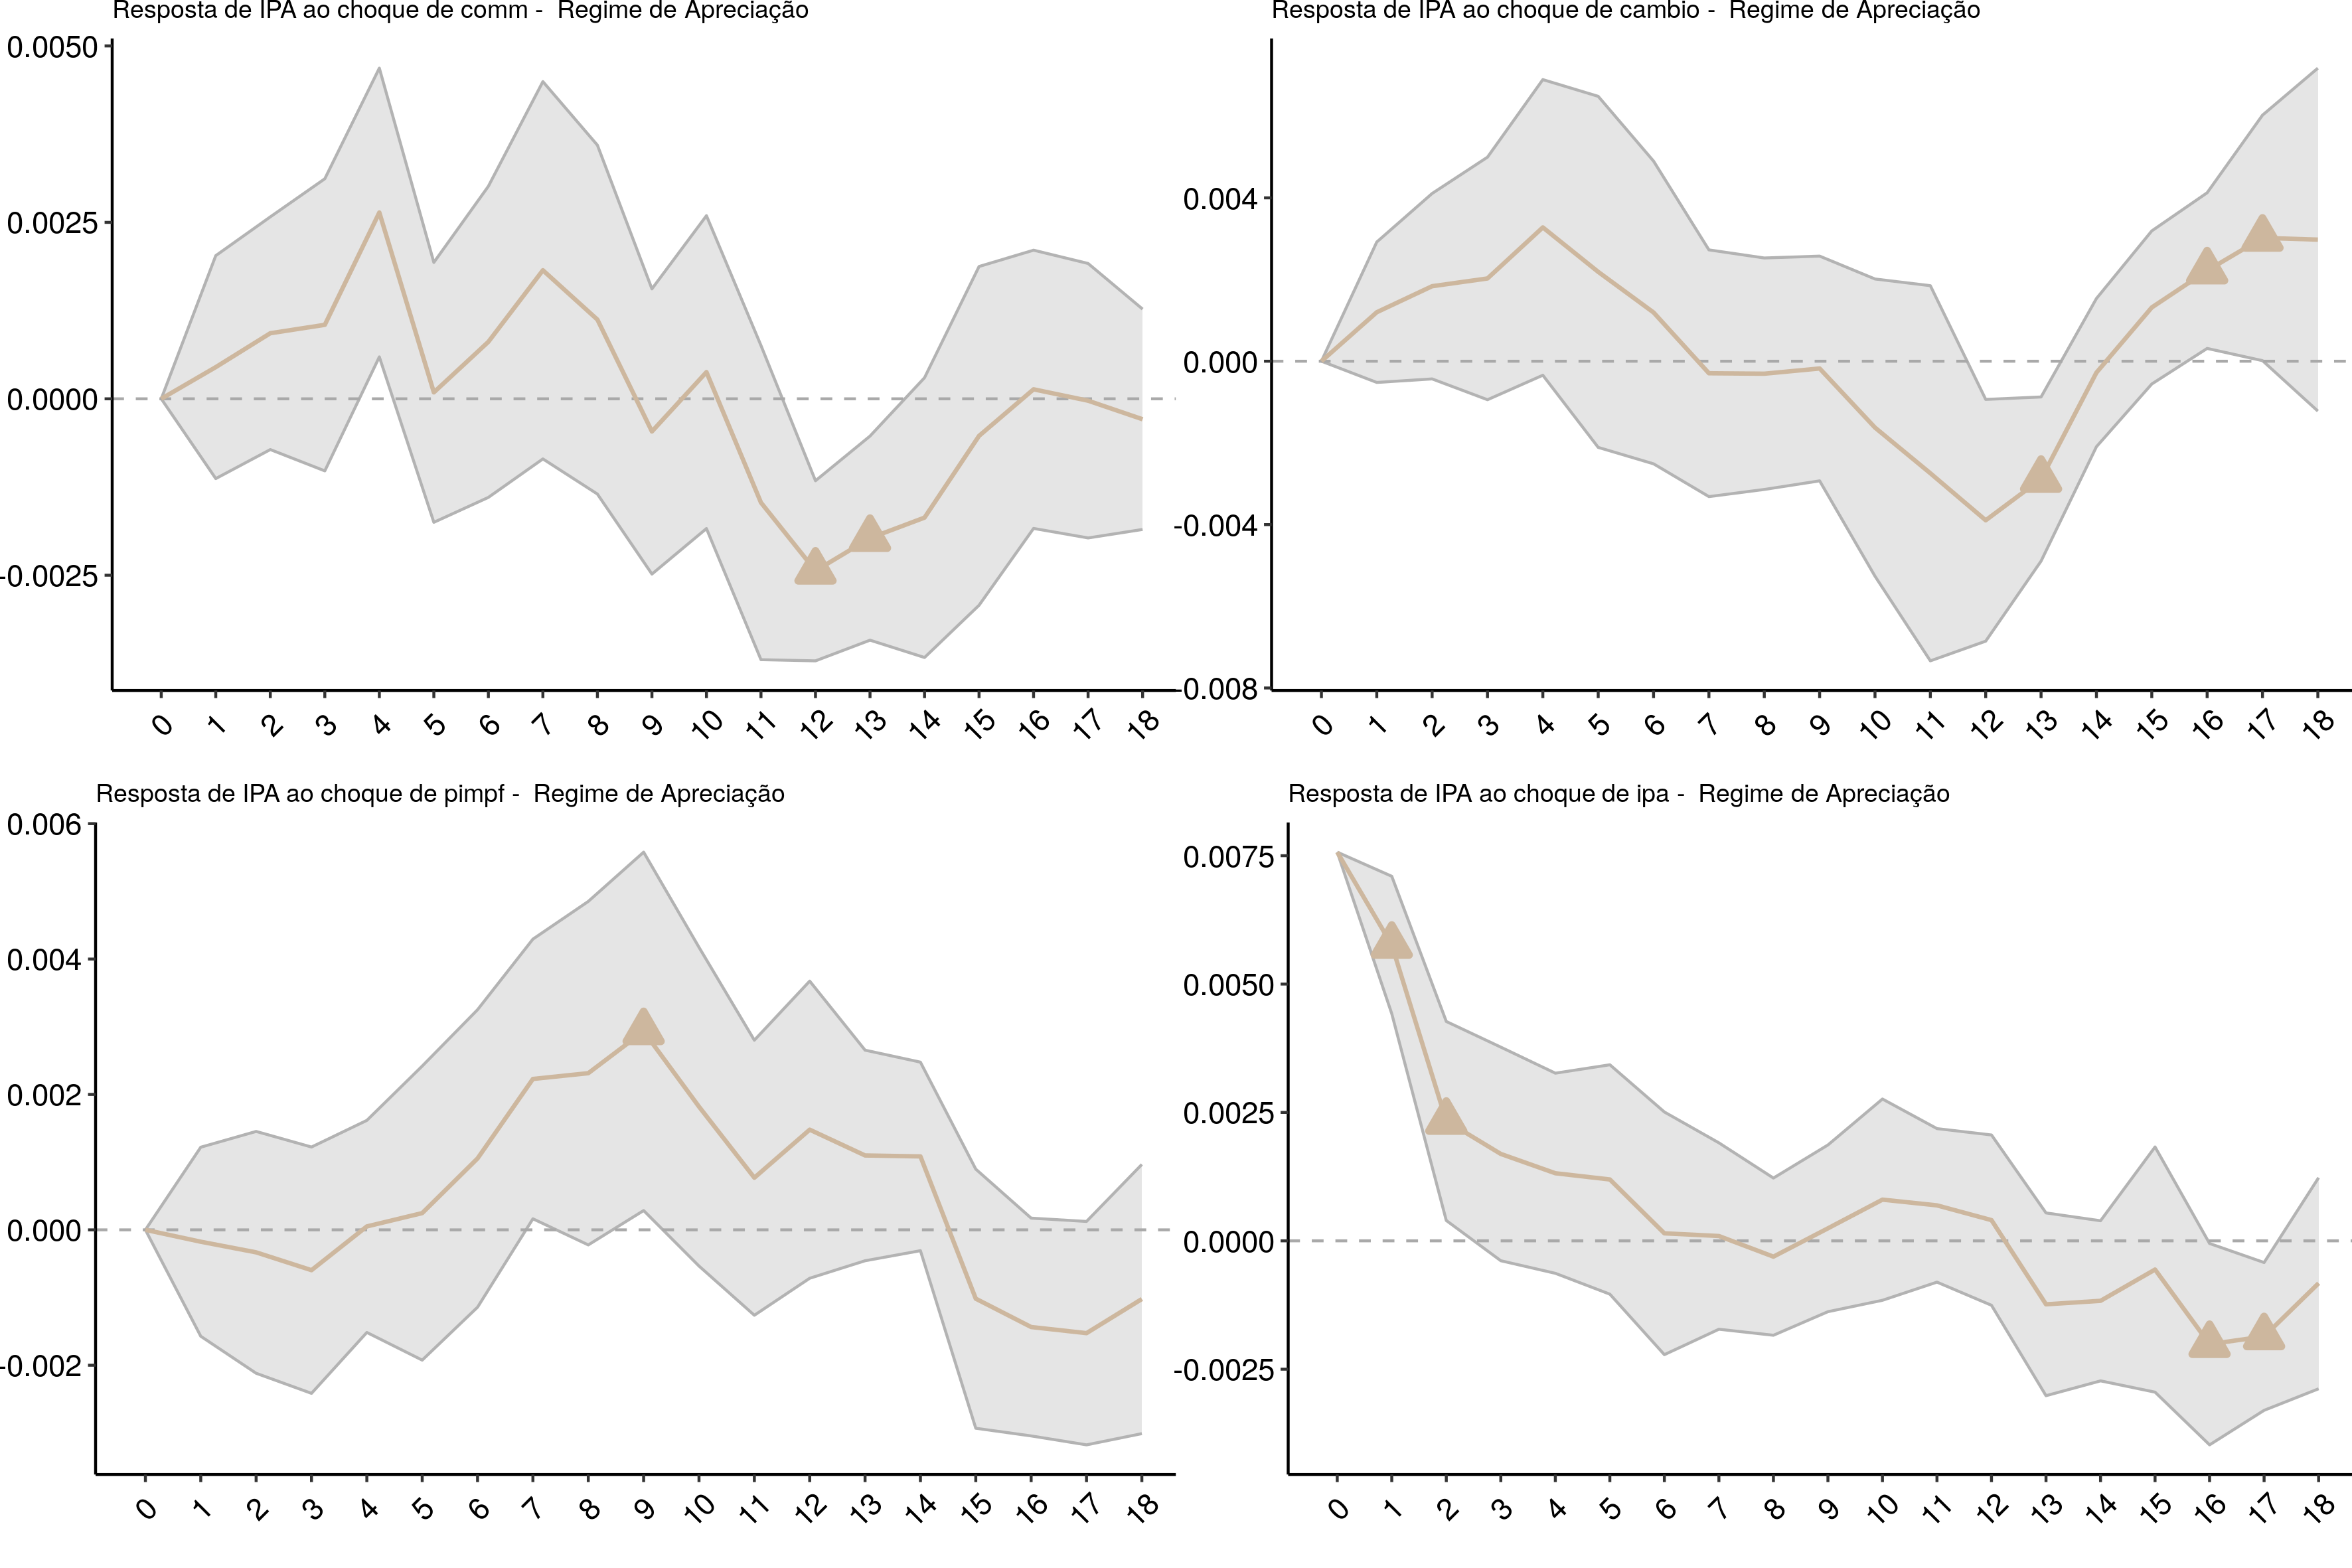 Resposta de IPA ao choque de comm -  Regime de Apreciação
0.0050
0.0025
0.0000
-0.0025
0 1 2 3 4 5 6 7 8 9 10 11 12 13 14 15 16 17 18
Resposta de IPA ao choque de cambio -  Regime de Apreciação
0.004
0.000
-0.004
-0.008
0 1 2 3 4 5 6 7 8 9 10 11 12 13 14 15 16 17 18
Resposta de IPA ao choque de pimpf -  Regime de Apreciação
0.006
0.004
0.002
0.000
-0.002
0 1 2 3 4 5 6 7 8 9 10 11 12 13 14 15 16 17 18
Resposta de IPA ao choque de ipa -  Regime de Apreciação
0.0075
0.0050
0.0025
0.0000
-0.0025
0 1 2 3 4 5 6 7 8 9 10 11 12 13 14 15 16 17 18